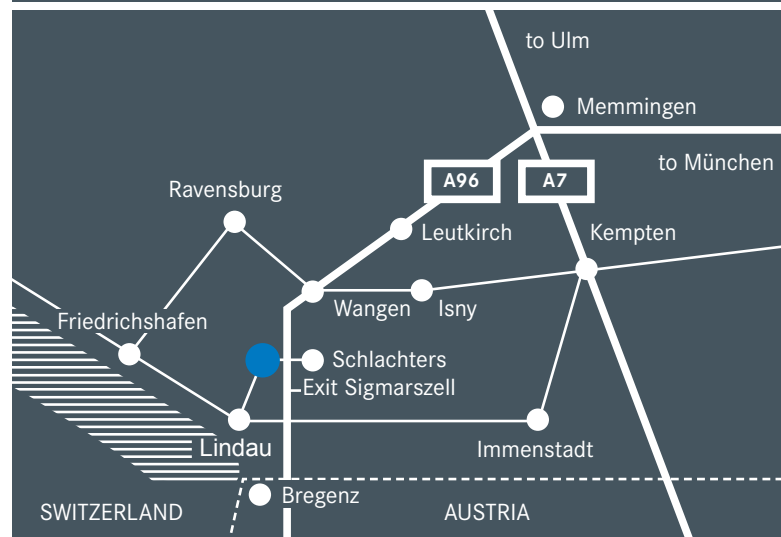 to Ulm
Memmingen
to München
A96
A7
Ravensburg
Leutkirch
Kempten
Wangen
Isny
Friedrichshafen
Schlachters
Exit Sigmarszell
Lindau
Immenstadt
Bregenz
SWITZERLAND
AUSTRIA